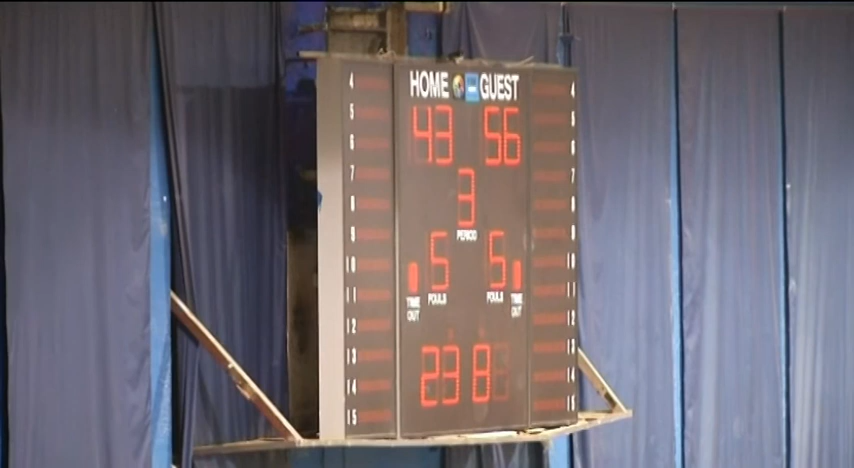 HOME GUEST
4 4
5 43 56 5
6 6
7 3 7
8 8
PERIOD
9 5 5 9
10 10
11 FOULS FOULS 11
TIME OUT TIME OUT
12 12
13 23 8 13
14 14
15 15